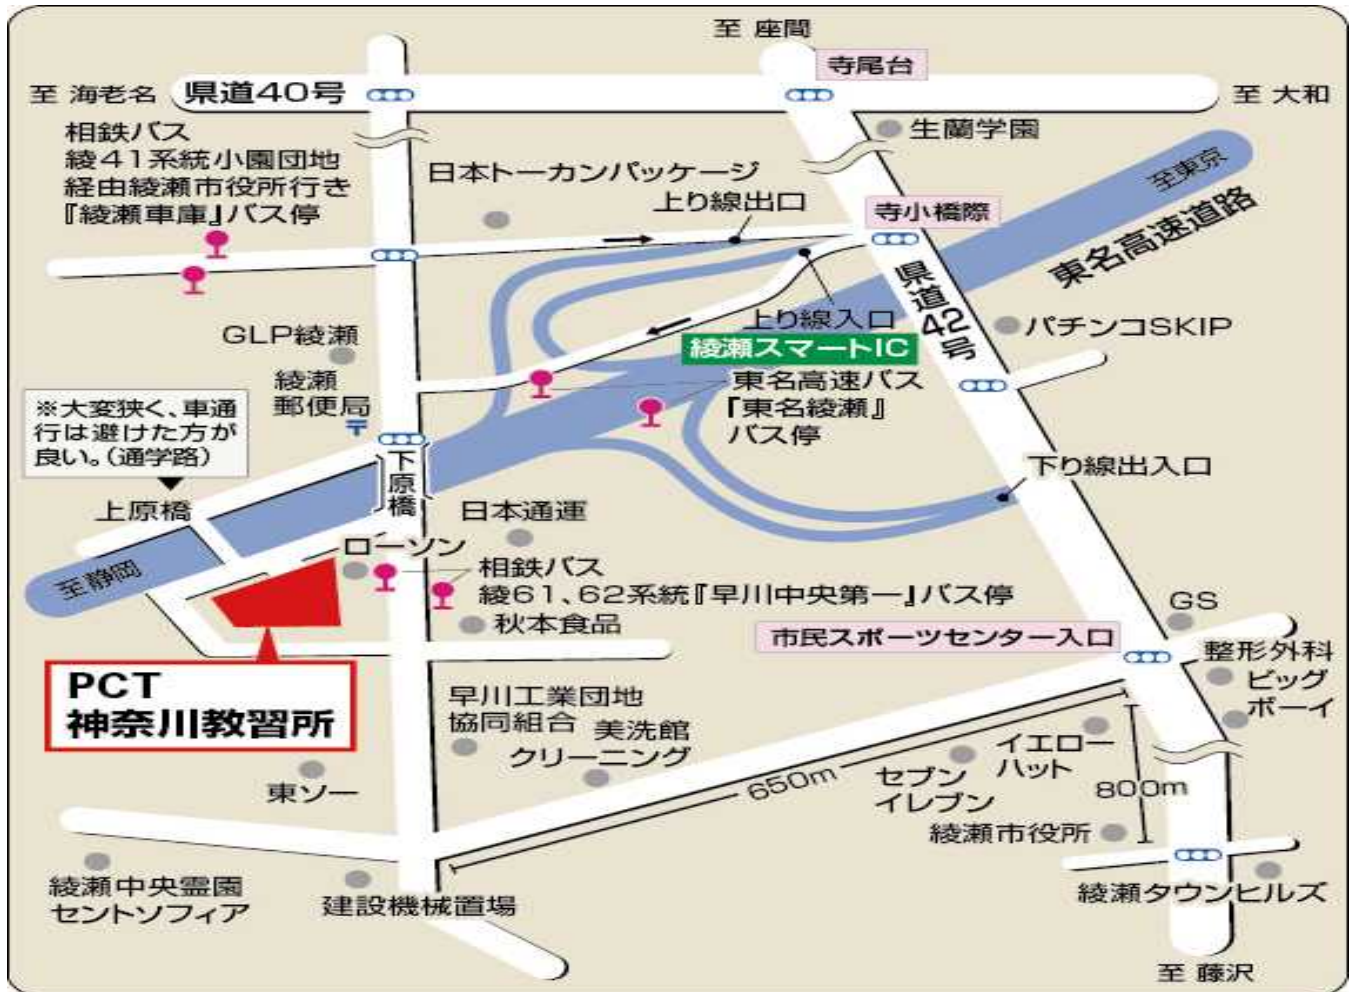 至 座間
寺尾台
至 海老名
県道40号
至 大和
相鉄バス
綾41系統小園団地
経由綾瀬市役所行き
『綾瀬車庫』バス停
生蘭学園
日本トーカンパッケージ
至東京
上り線出口
寺小橋際
東名高速道路
県道42号
GLP綾瀬
上り線入口
パチンコSKIP
綾瀬スマートIC
綾瀬
郵便局
〒
東名高速バス
『東名綾瀬』
バス停
※大変狭く、車通
行は避けた方が
良い。(通学路)
下原橋
下り線出入口
上原橋
日本通運
ローソン
至静岡
相鉄バス
綾61、62系統『早川中央第一』バス停
GS
秋本食品
市民スポーツセンター入口
整形外科
PCT
神奈川教習所
ビッグ
ボーイ
早川工業団地
協同組合
美洗館
クリーニング
イエロー
ハット
東ソー
650m
セブン
イレブン
800m
綾瀬市役所
綾瀬中央霊園
セントソフィア
建設機械置場
綾瀬タウンヒルズ
至 藤沢